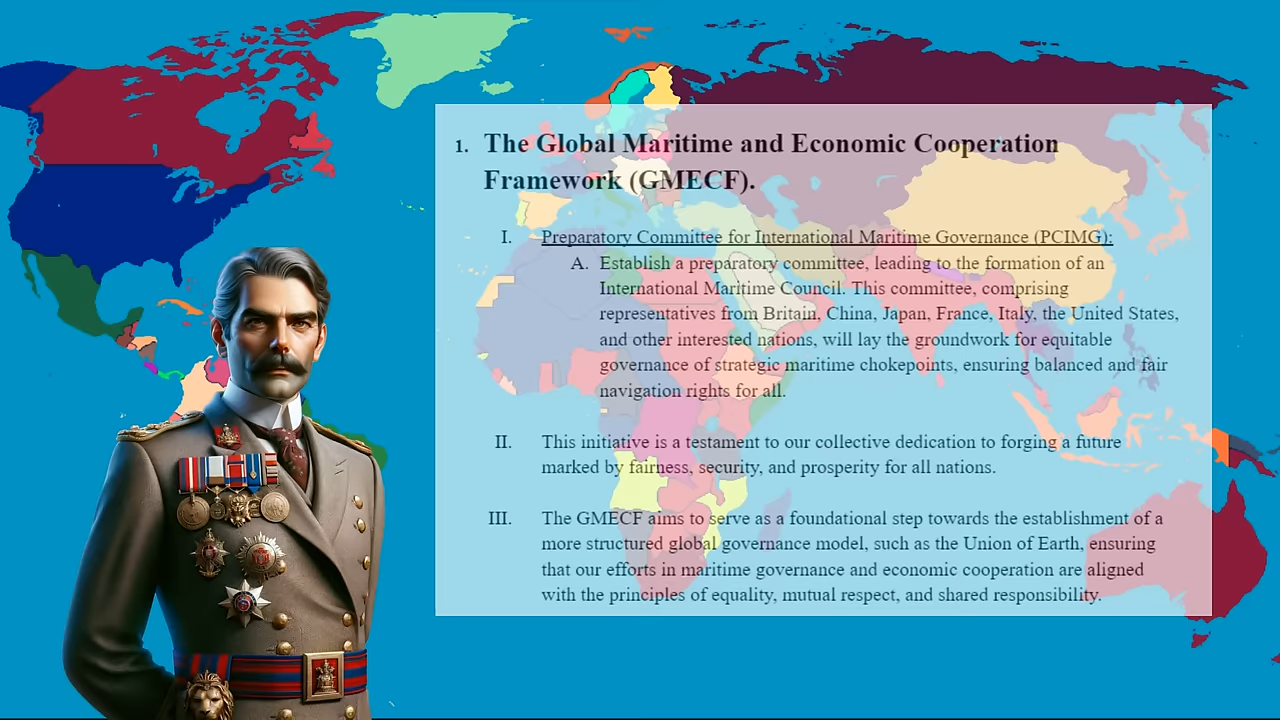 1. The Global Maritime and Economic Cooperation
Framework (GMECF).
I. Preparatory Committee for International Maritime Governance (PCIMG):
A. Establish a preparatory committee, leading to the formation of an
International Maritime Council. This committee, comprising
representatives from Britain, China, Japan, France, Italy, the United States,
and other interested nations, will lay the groundwork for equitable
governance of strategic maritime chokepoints, ensuring balanced and fair
navigation rights for all.
II. This initiative is a testament to our collective dedication to forging a future
marked by fairness, security, and prosperity for all nations.
III. The GMECF aims to serve as a foundational step towards the establishment of a
more structured global governance model, such as the Union of Earth, ensuring
that our efforts in maritime governance and economic cooperation are aligned
with the principles of equality, mutual respect, and shared responsibility.